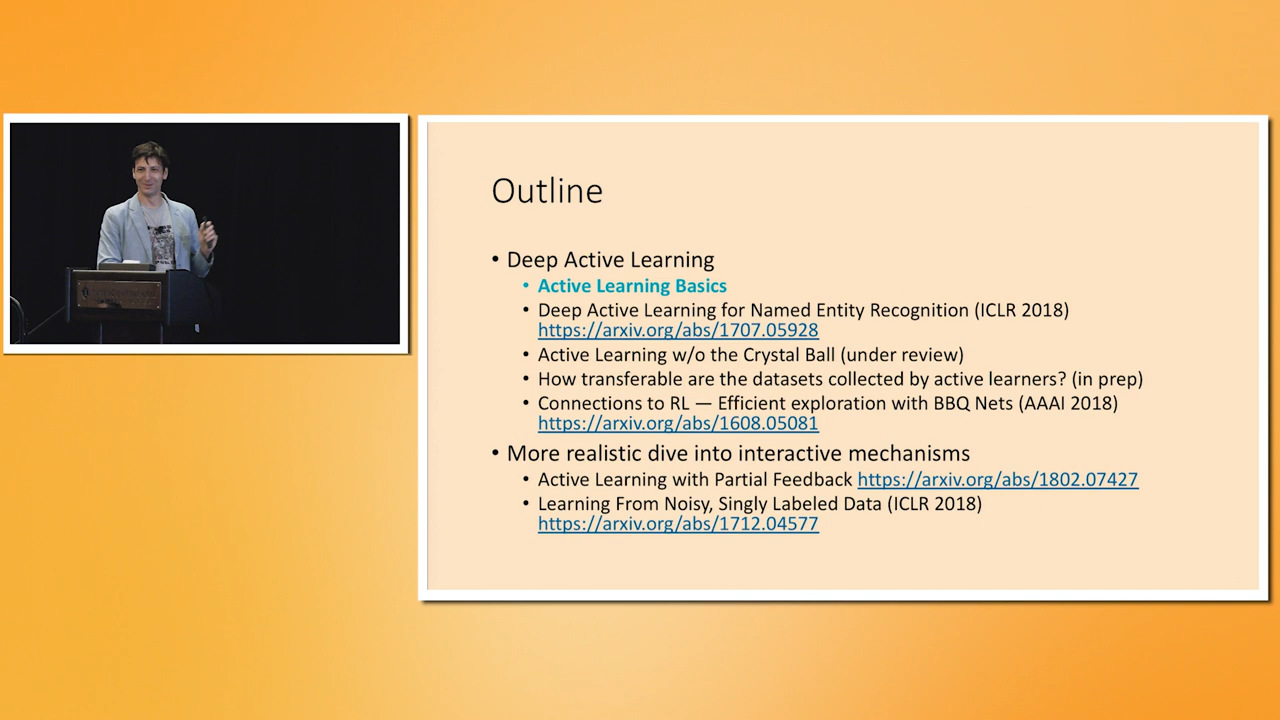 Outline
• Deep Active Learning
• Active Learning Basics
• Deep Active Learning for Named Entity Recognition (ICLR 2018)
https://arxiv.org/abs/1707.05928
• Active Learning w/o the Crystal Ball (under review)
• How transferable are the datasets collected by active learners? (in prep)
• Connections to RL — Efficient exploration with BBQ Nets (AAAI 2018)
https://arxiv.org/abs/1608.05081
• More realistic dive into interactive mechanisms
• Active Learning with Partial Feedback https://arxiv.org/abs/1802.07427
• Learning From Noisy, Singly Labeled Data (ICLR 2018)
https://arxiv.org/abs/1712.04577